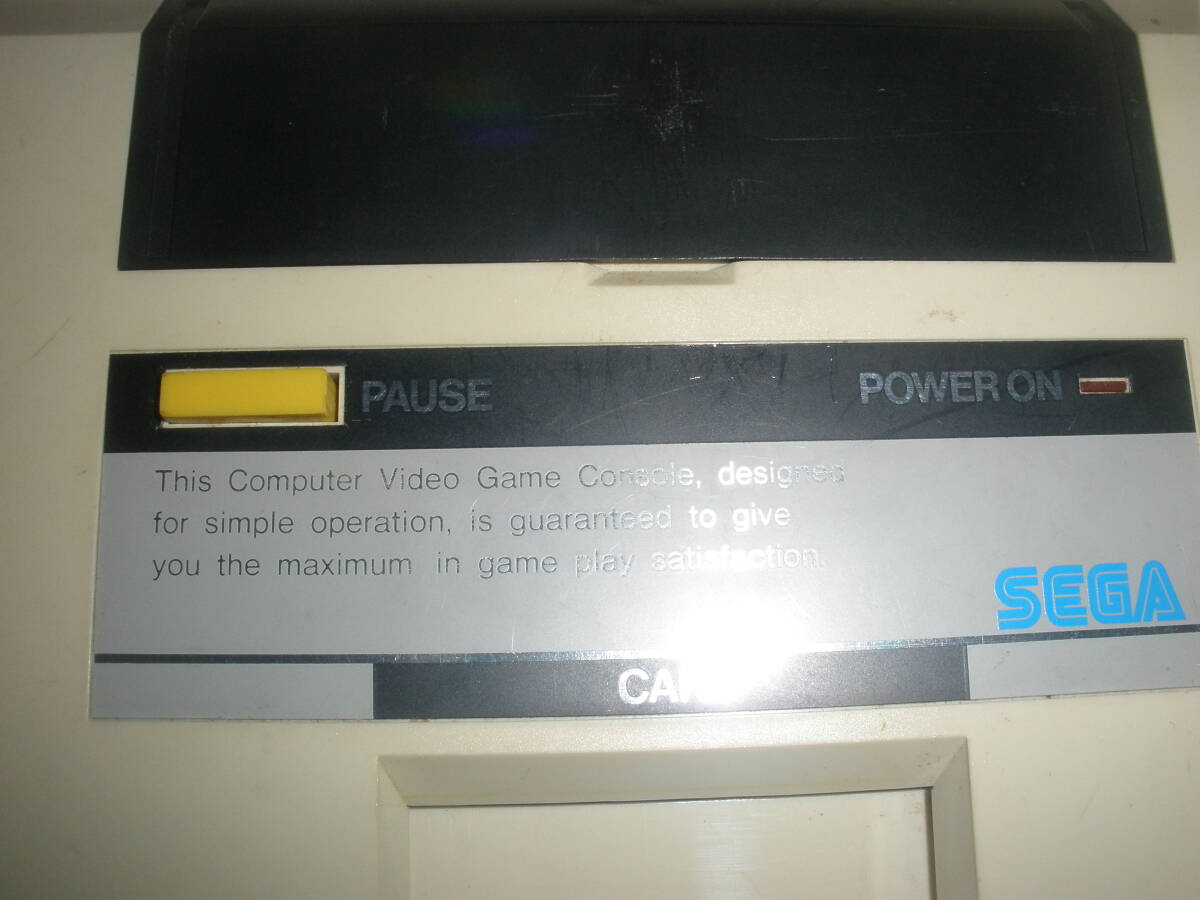 PAUSE
POWER ON
This Computer Video Game Console, designed
for simple operation, is guaranteed to give
you the maximum in game play satisfaction.
SEGA